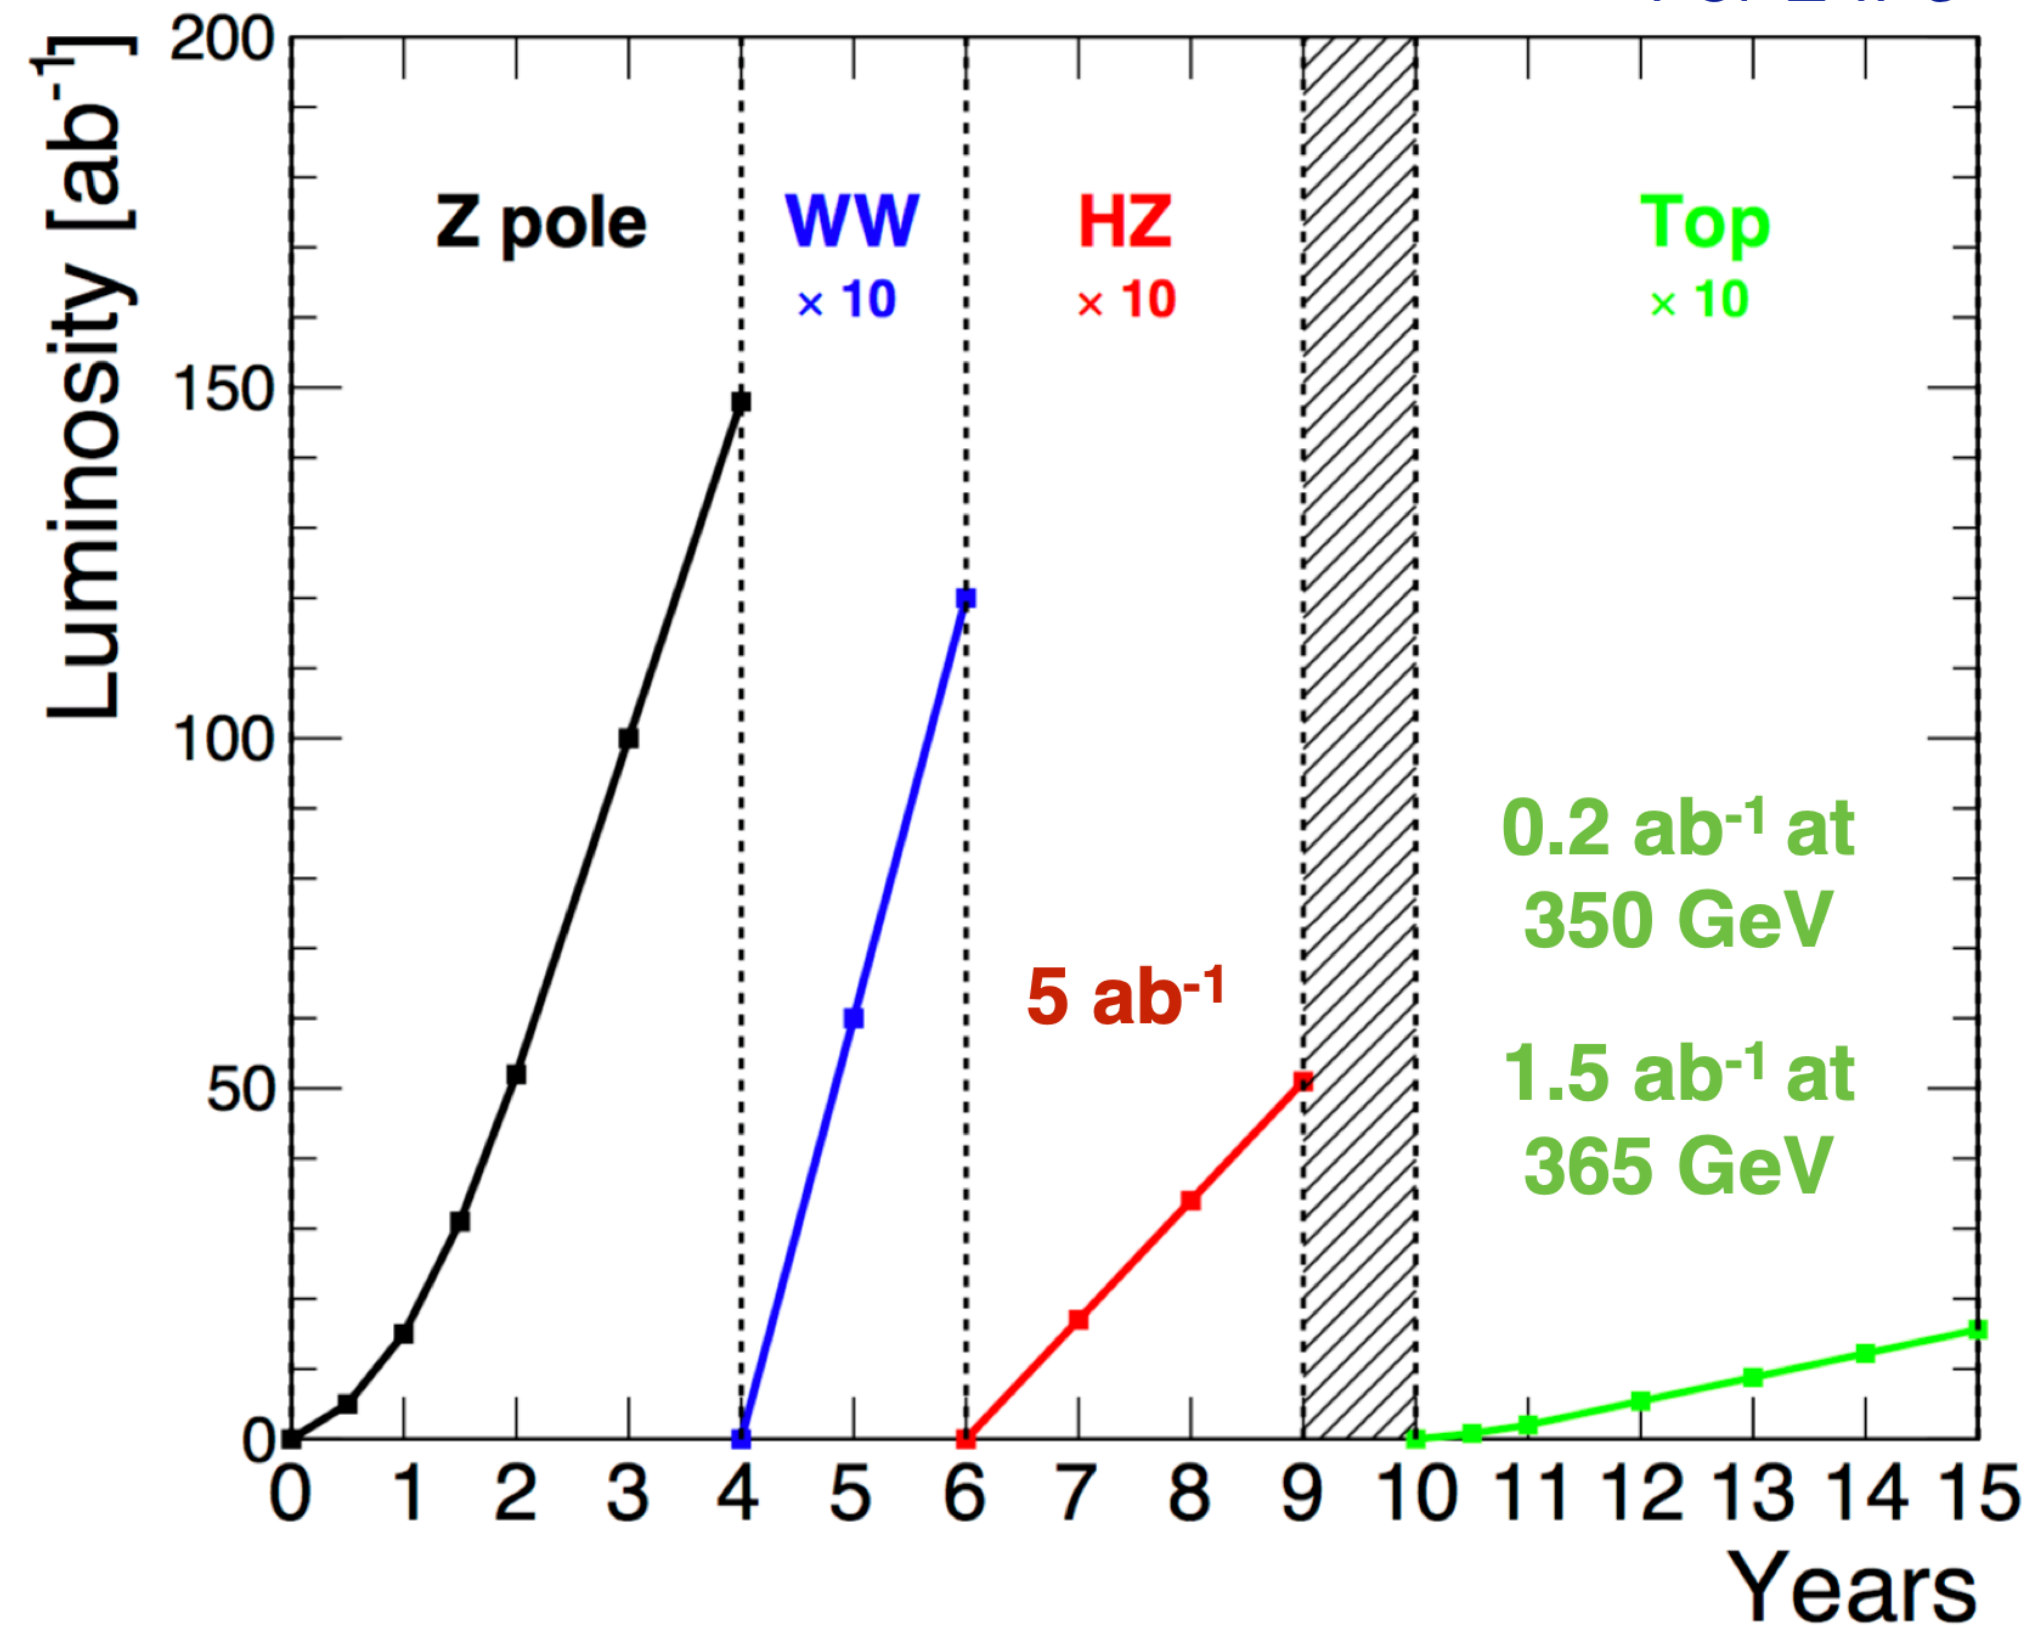 Luminosity [ab-1]
200
150
100
50
0
Z pole
WW
× 10
HZ
× 10
Top
× 10
5 ab-1
0.2 ab-1 at
350 GeV
1.5 ab-1 at
365 GeV
0 1 2 3 4 5 6 7 8 9 10 11 12 13 14 15
Years